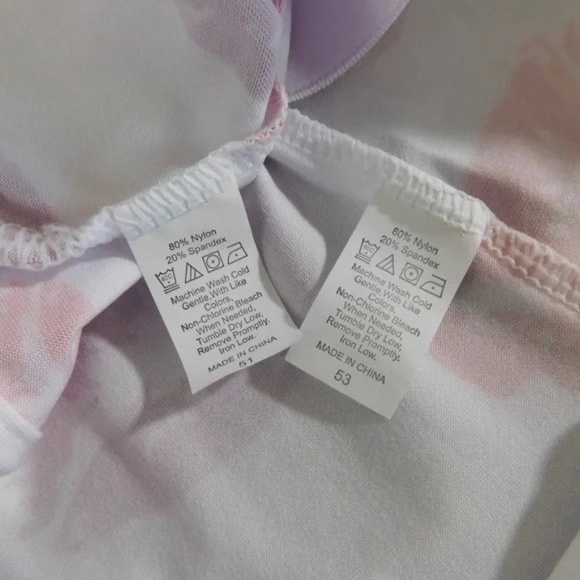 80% Nylon
20% Spandex
Machine Wash Cold
Gentle,With Like
Colors,
Non-Chlorine Bleach
When Needed,
Tumble Dry Low,
Remove Promptly,
Iron Low.
MADE IN CHINA
51
80% Nylon
20% Spandex
Machine Wash Cold
Gentle,With Like
Colors,
Non-Chlorine Bleach
When Needed,
Tumble Dry Low,
Remove Promptly,
Iron Low.
MADE IN CHINA
53